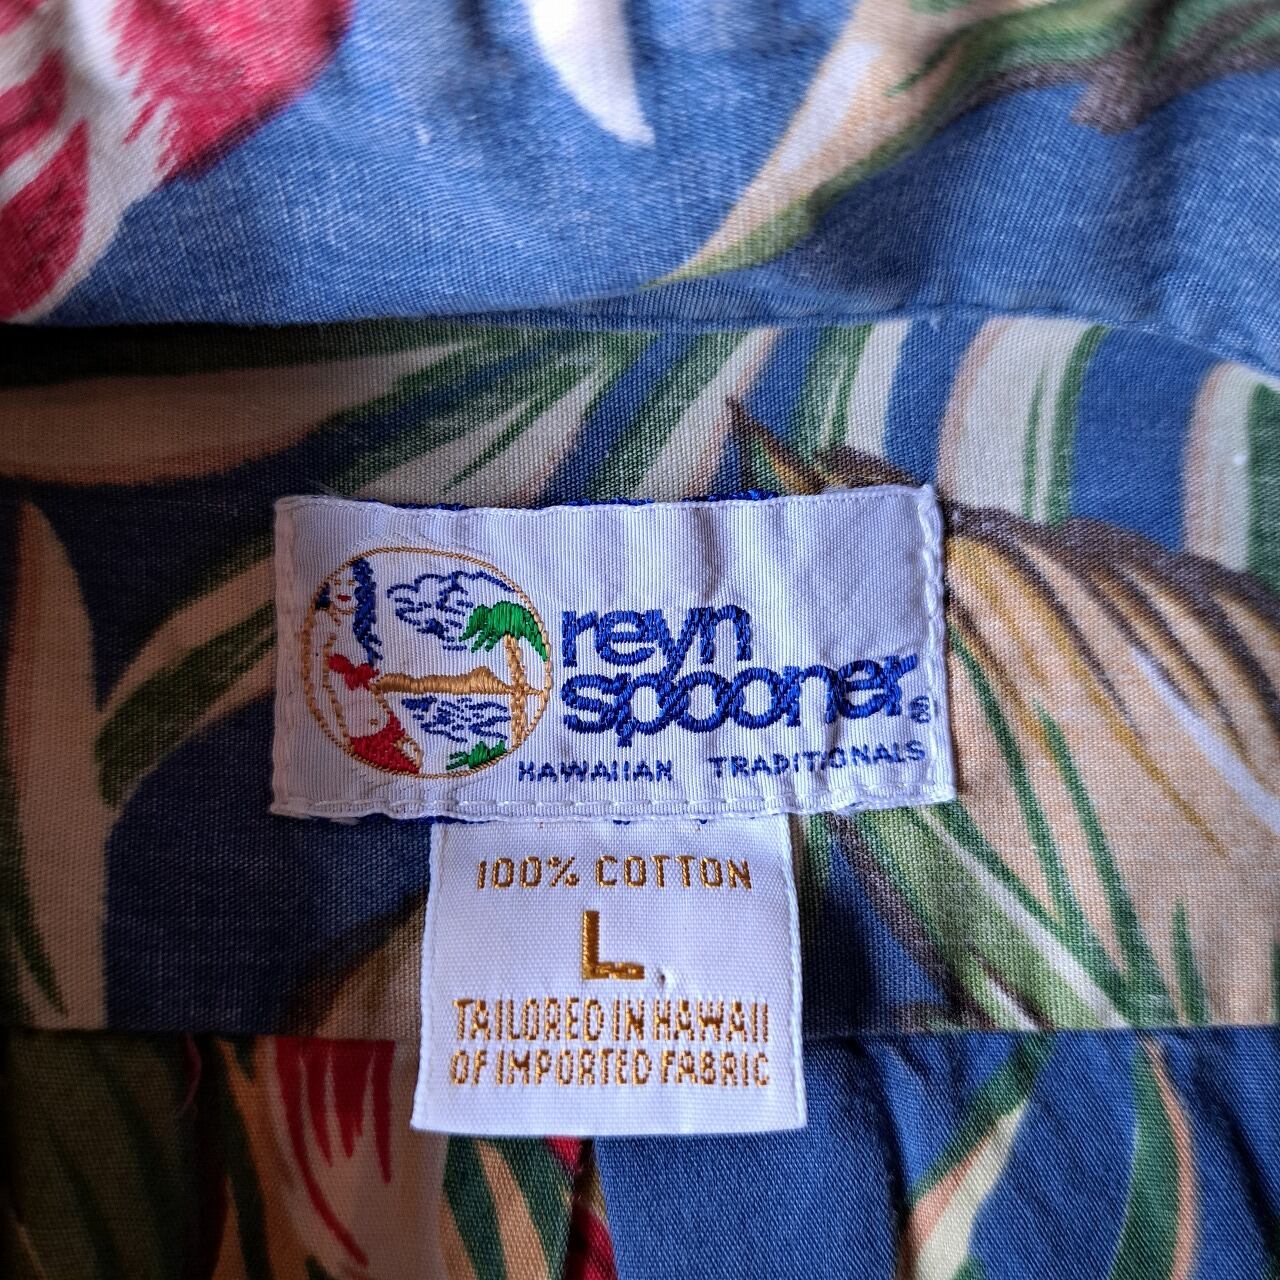 reyn
spooner®
HAWAIIAN TRADITIONALS
100% COTTON
L
TAILORED IN HAWAII
OF IMPORTED FABRIC